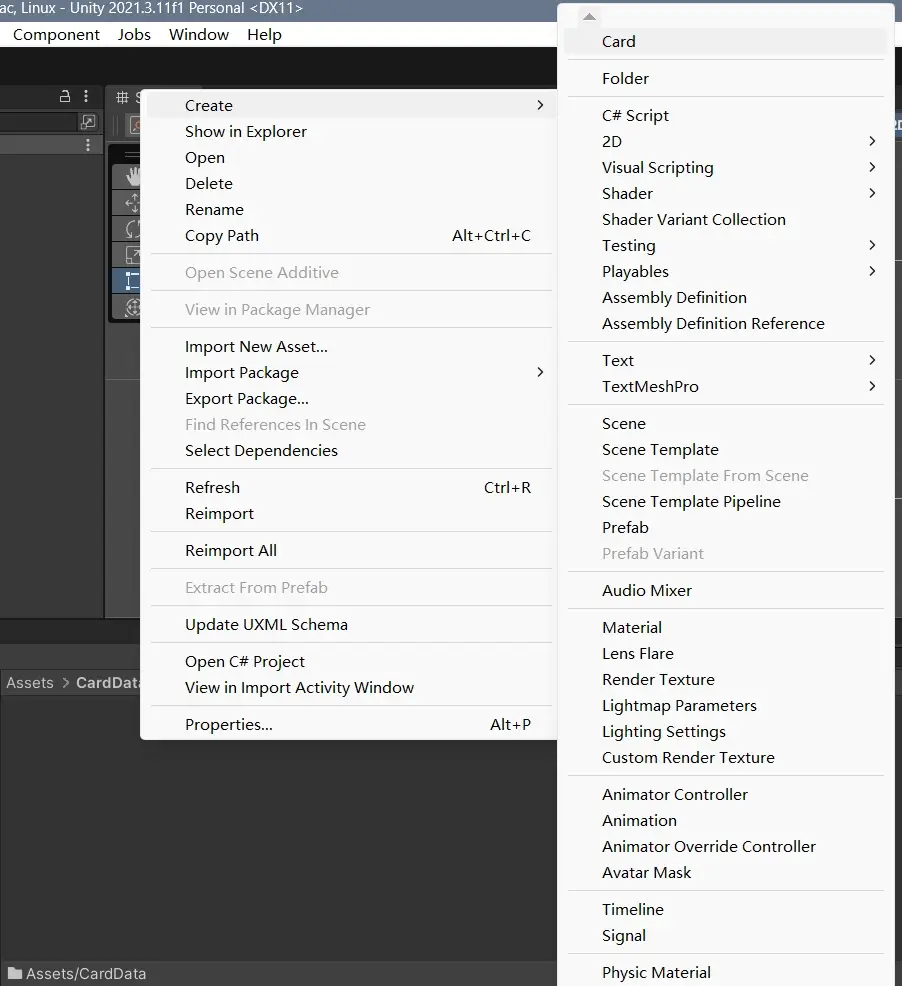 ac, Linux - Unity 2021.3.11f1 Personal <DX11>
Component Jobs Window Help
Create
Show in Explorer
Open
Delete
Rename
Copy Path Alt+Ctrl+C
Open Scene Additive
View in Package Manager
Import New Asset...
Import Package
Export Package...
Find References In Scene
Select Dependencies
Refresh Ctrl+R
Reimport
Reimport All
Extract From Prefab
Update UXML Schema
Open C# Project
View in Import Activity Window
Properties... Alt+P
Card
Folder
C# Script
2D
Visual Scripting
Shader
Shader Variant Collection
Testing
Playables
Assembly Definition
Assembly Definition Reference
Text
TextMeshPro
Scene
Scene Template
Scene Template From Scene
Scene Template Pipeline
Prefab
Prefab Variant
Audio Mixer
Material
Lens Flare
Render Texture
Lightmap Parameters
Lighting Settings
Custom Render Texture
Animator Controller
Animation
Animator Override Controller
Avatar Mask
Timeline
Signal
Physic Material
Assets > CardData
Assets/CardData